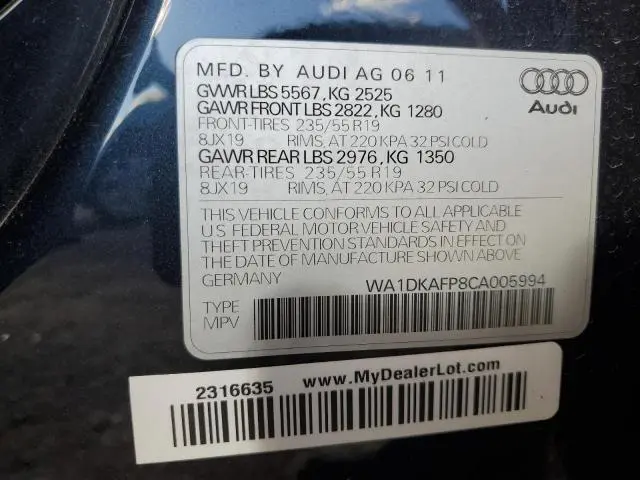 MFD. BY AUDI AG 06 11
GVWR LBS 5567, KG 2525
GAWR FRONT LBS 2822, KG 1280
FRONT-TIRES 235/55 R19
8JX19 RIMS, AT 220 KPA 32 PSI COLD
GAWR REAR LBS 2976, KG 1350
REAR-TIRES 235/55 R19
8JX19 RIMS, AT 220 KPA 32 PSI COLD
THIS VEHICLE CONFORMS TO ALL APPLICABLE
U.S FEDERAL MOTOR VEHICLE SAFETY AND
THEFT PREVENTION STANDARDS IN EFFECT ON
THE DATE OF MANUFACTURE SHOWN ABOVE
GERMANY WA1DKAFP8CA005994
TYPE
MPV
Audi
2316635 www.MyDealerLot.com